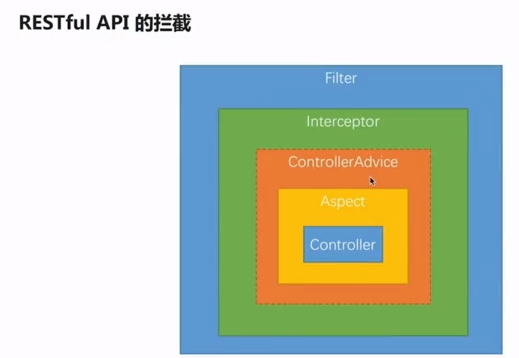 RESTful API 的拦截
Filter
Interceptor
ControllerAdvice
Aspect
Controller